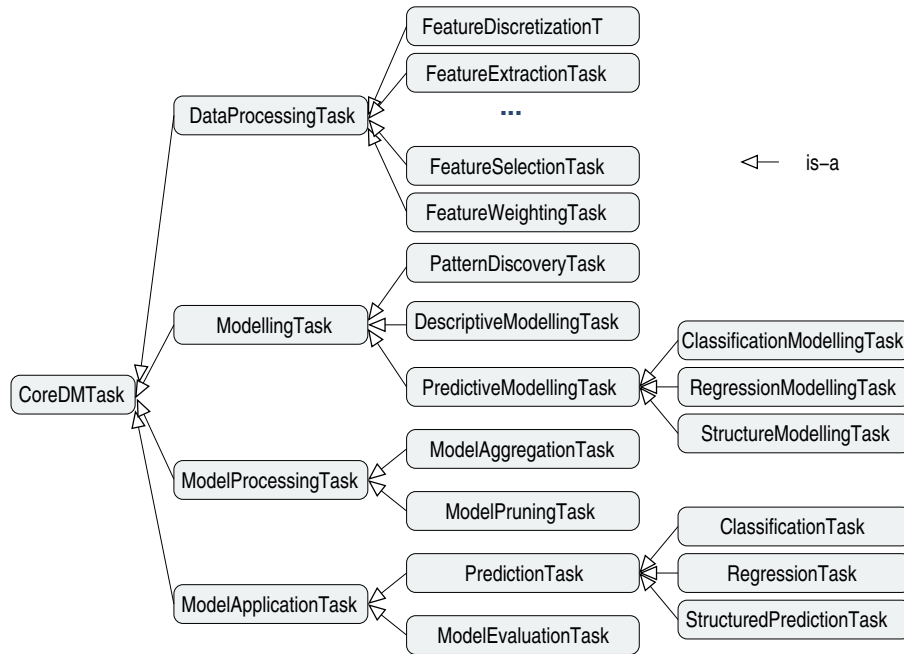 FeatureDiscretizationT
FeatureExtractionTask
DataProcessingTask
...
FeatureSelectionTask
is-a
FeatureWeightingTask
PatternDiscoveryTask
ModellingTask
DescriptiveModellingTask
ClassificationModellingTask
CoreDMTask
PredictiveModellingTask
RegressionModellingTask
StructureModellingTask
ModelAggregationTask
ModelProcessingTask
ModelPruningTask
ClassificationTask
PredictionTask
RegressionTask
ModelApplicationTask
StructuredPredictionTask
ModelEvaluationTask